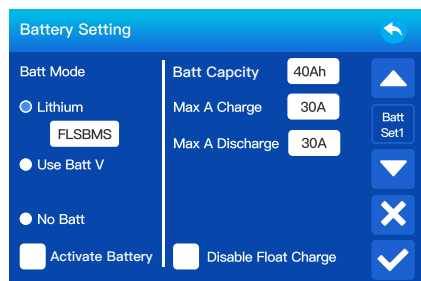 Battery Setting
Batt Mode
Lithium
FLSBMS
Use Batt V
No Batt
Activate Battery
Batt Capcity 40Ah
Max A Charge 30A
Max A Discharge 30A
Disable Float Charge
Batt
Set1